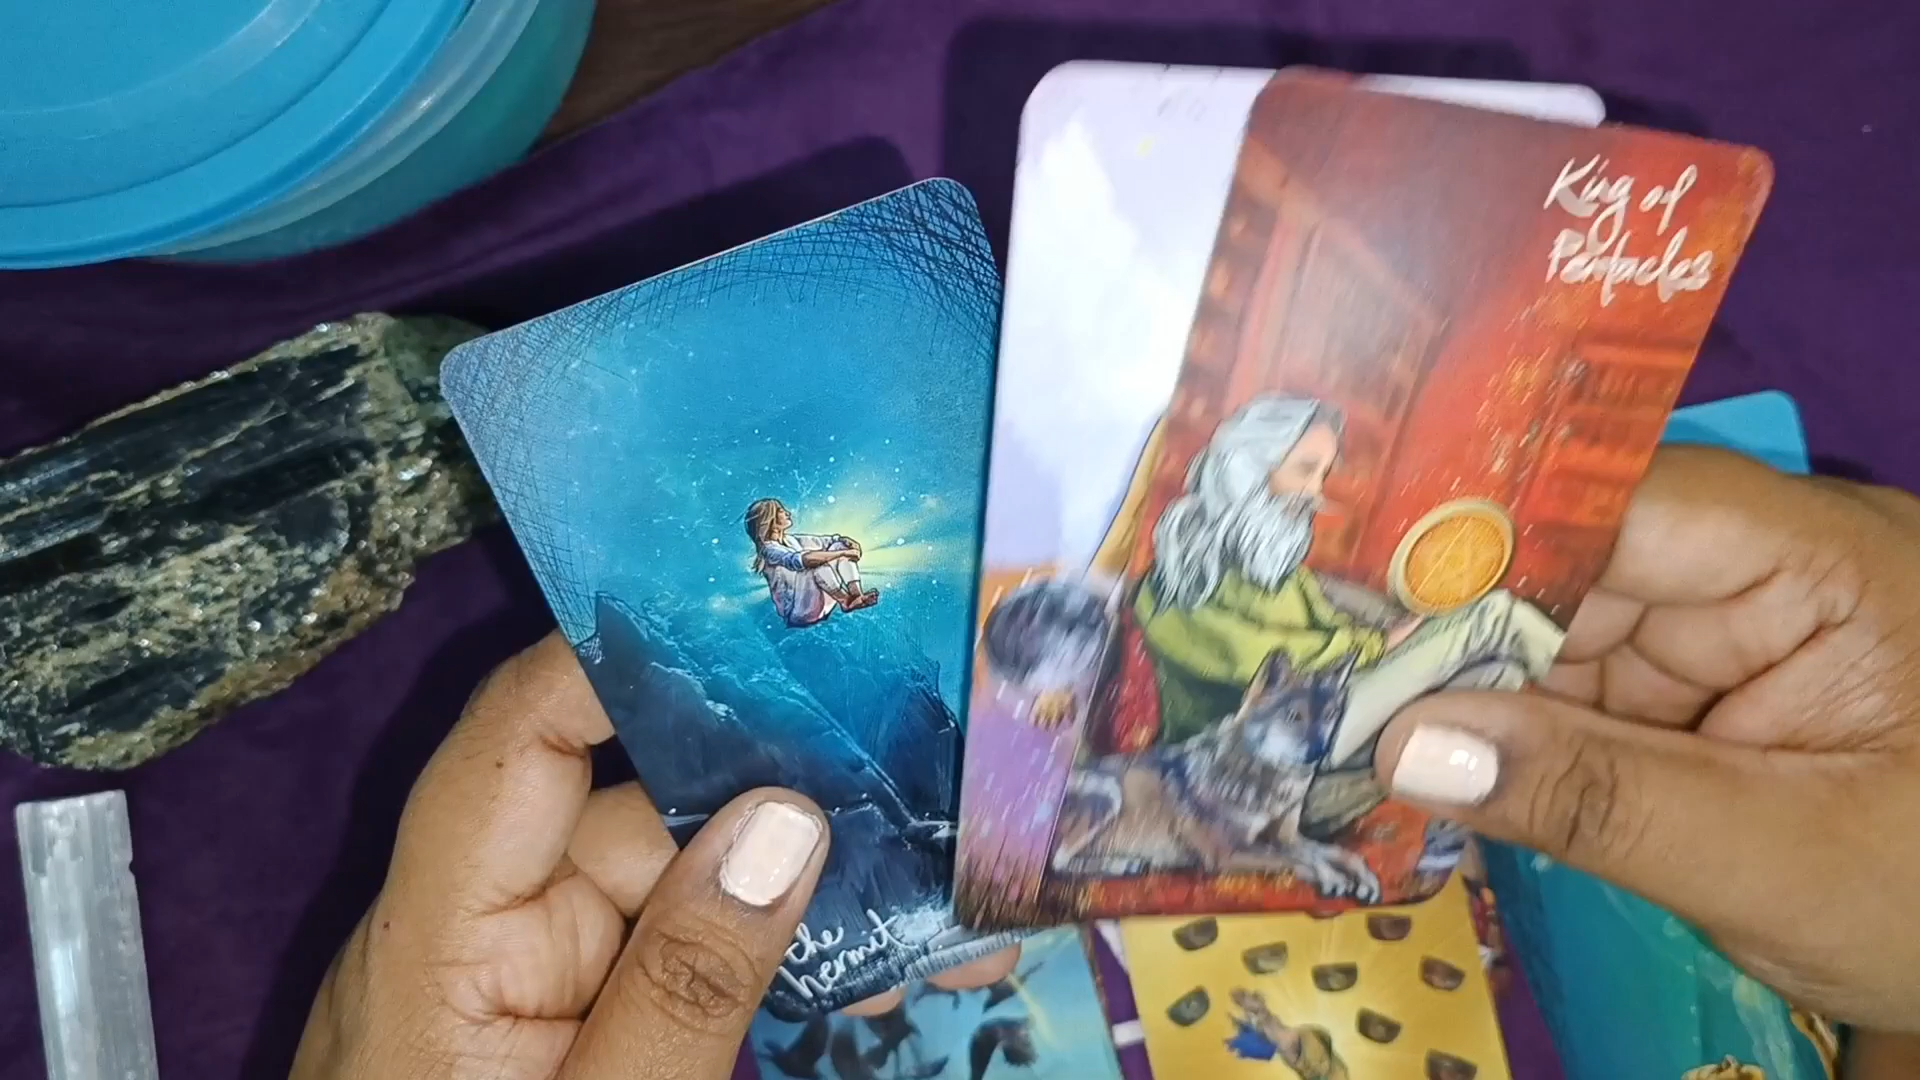 King of
Pentacles
the
hermit